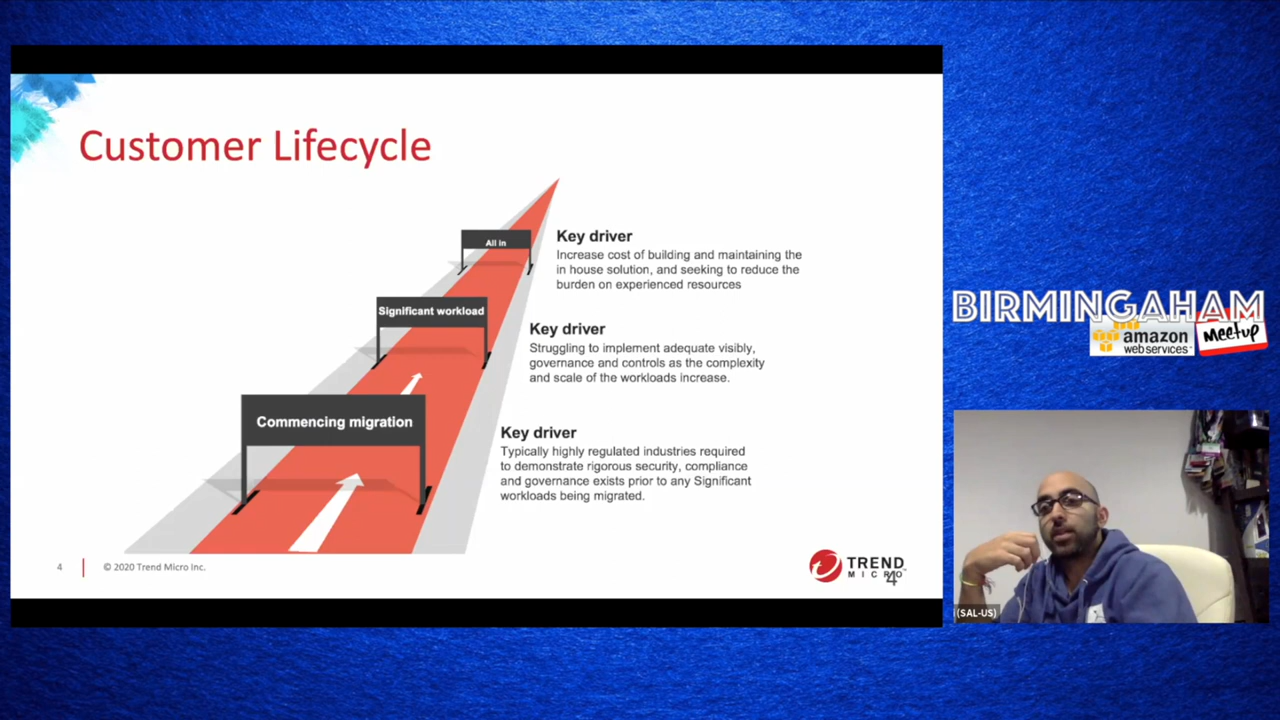 Customer Lifecycle
All in
Key driver
Increase cost of building and maintaining the
in house solution, and seeking to reduce the
burden on experienced resources
Significant workload
Key driver
Struggling to implement adequate visibly,
governance and controls as the complexity
and scale of the workloads increase.
Commencing migration
Key driver
Typically highly regulated industries required
to demonstrate rigorous security, compliance
and governance exists prior to any Significant
workloads being migrated.
4
© 2020 Trend Micro Inc.
TREND
MICRO
4
BIRMINGAHAM
amazon
web services
Meetup
(SAL-US)